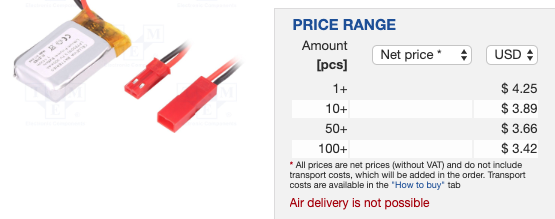 PRICE RANGE
Amount
[pcs]
Net price *
USD
1+ $ 4.25
10+ $ 3.89
50+ $ 3.66
100+ $ 3.42
* All prices are net prices (without VAT) and do not include
transport costs, which will be added in the order. Transport
costs are available in the "How to buy" tab
Air delivery is not possible